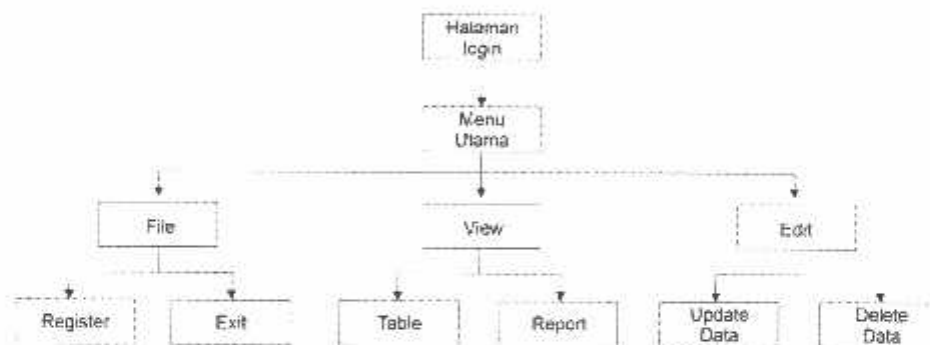 Halaman
login
Menu
Utama
File
View
Edit
Register
Exit
Table
Report
Update
Data
Delete
Data